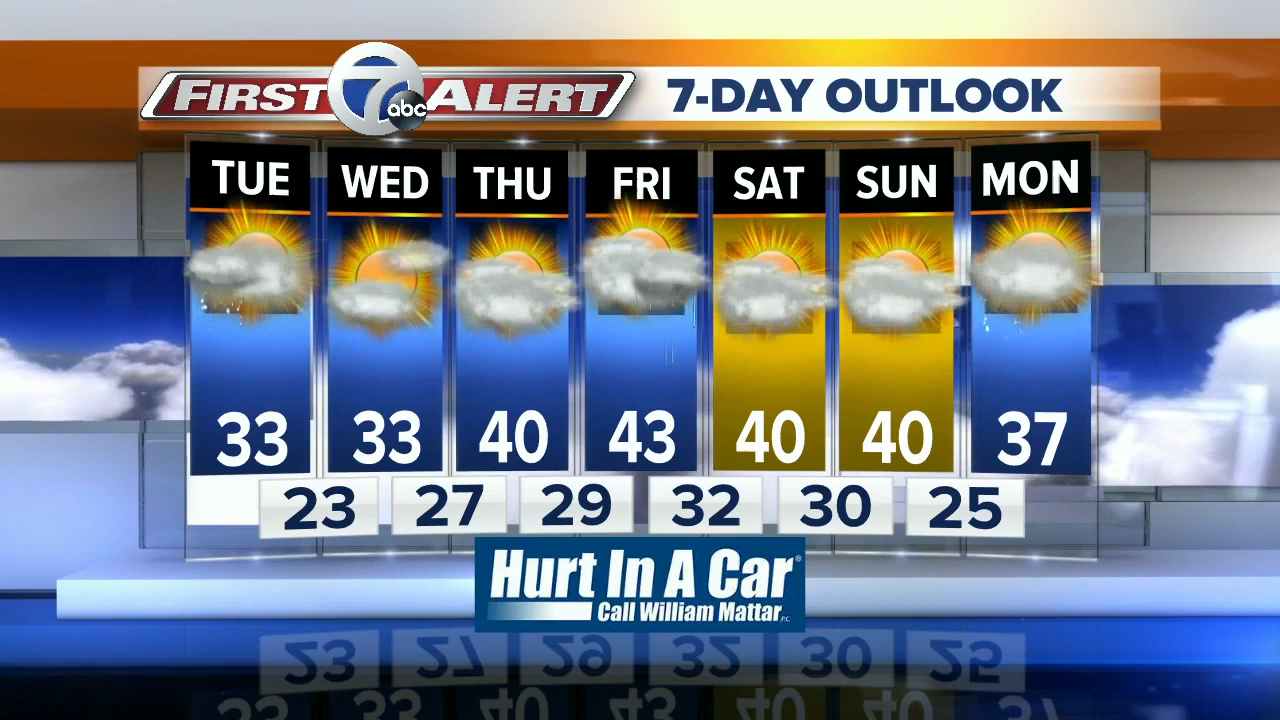 FIRST 7 abc ALERT 7-DAY OUTLOOK
TUE WED THU FRI SAT SUN MON
33 33 40 43 40 40 37
23 27 29 32 30 25
Hurt In A Car®
Call William Mattar, P.C.